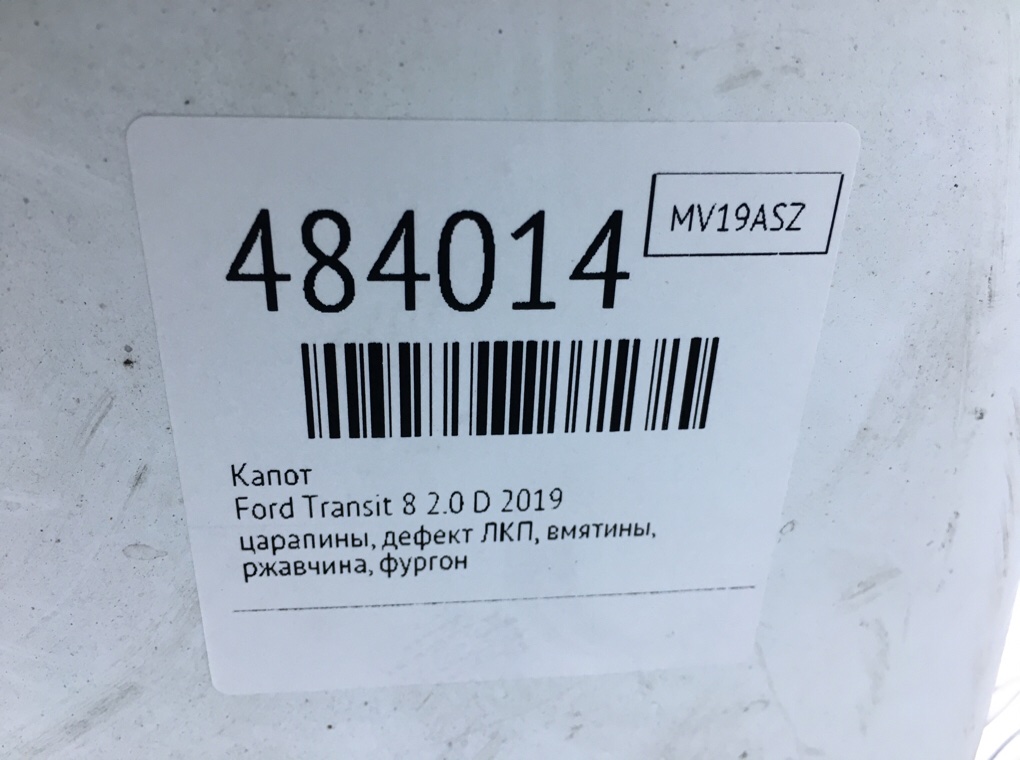 MV19ASZ
484014
Капот
Ford Transit 8 2.0 D 2019
царапины, дефект ЛКП, вмятины,
ржавчина, фургон